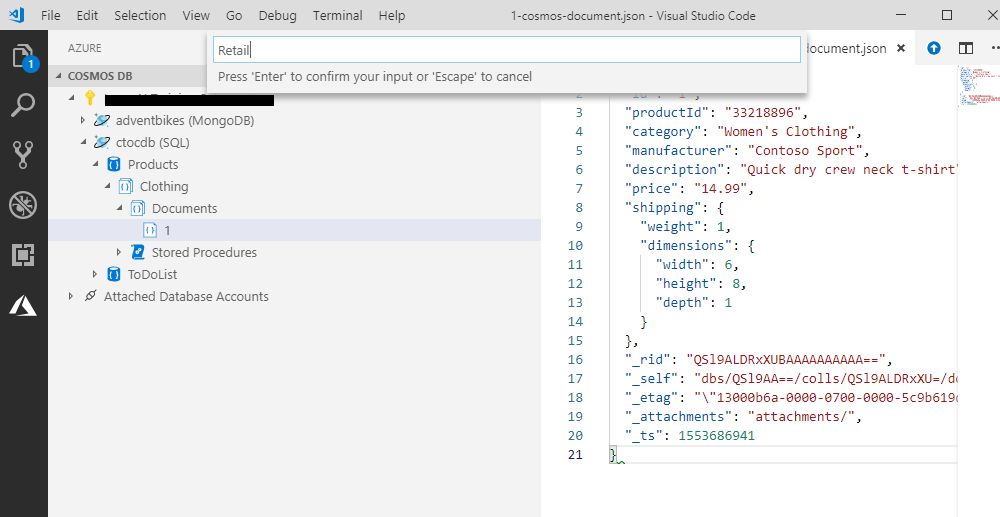 File Edit Selection View Go Debug Terminal Help 1-cosmos-document.json - Visual Studio Code
1
AZURE
COSMOS DB
adventbikes (MongoDB)
ctocdb (SQL)
Products
Clothing
Documents
1
Stored Procedures
ToDoList
Attached Database Accounts
Retail
Press 'Enter' to confirm your input or 'Escape' to cancel
document.json
2
3 "productId": "33218896",
4 "category": "Women's Clothing",
5 "manufacturer": "Contoso Sport",
6 "description": "Quick dry crew neck t-shirt"
7 "price": "14.99",
8 "shipping": {
9 "weight": 1,
10 "dimensions": {
11 "width": 6,
12 "height": 8,
13 "depth": 1
14 }
15 },
16 "_rid": "QSl9ALDRxXUBAAAAAAAAAA==",
17 "_self": "dbs/QSl9AA==/colls/QSl9ALDRxXU=/do
18 "_etag": "\"13000b6a-0000-0700-0000-5c9b619d
19 "_attachments": "attachments/",
20 "_ts": 1553686941
21 }